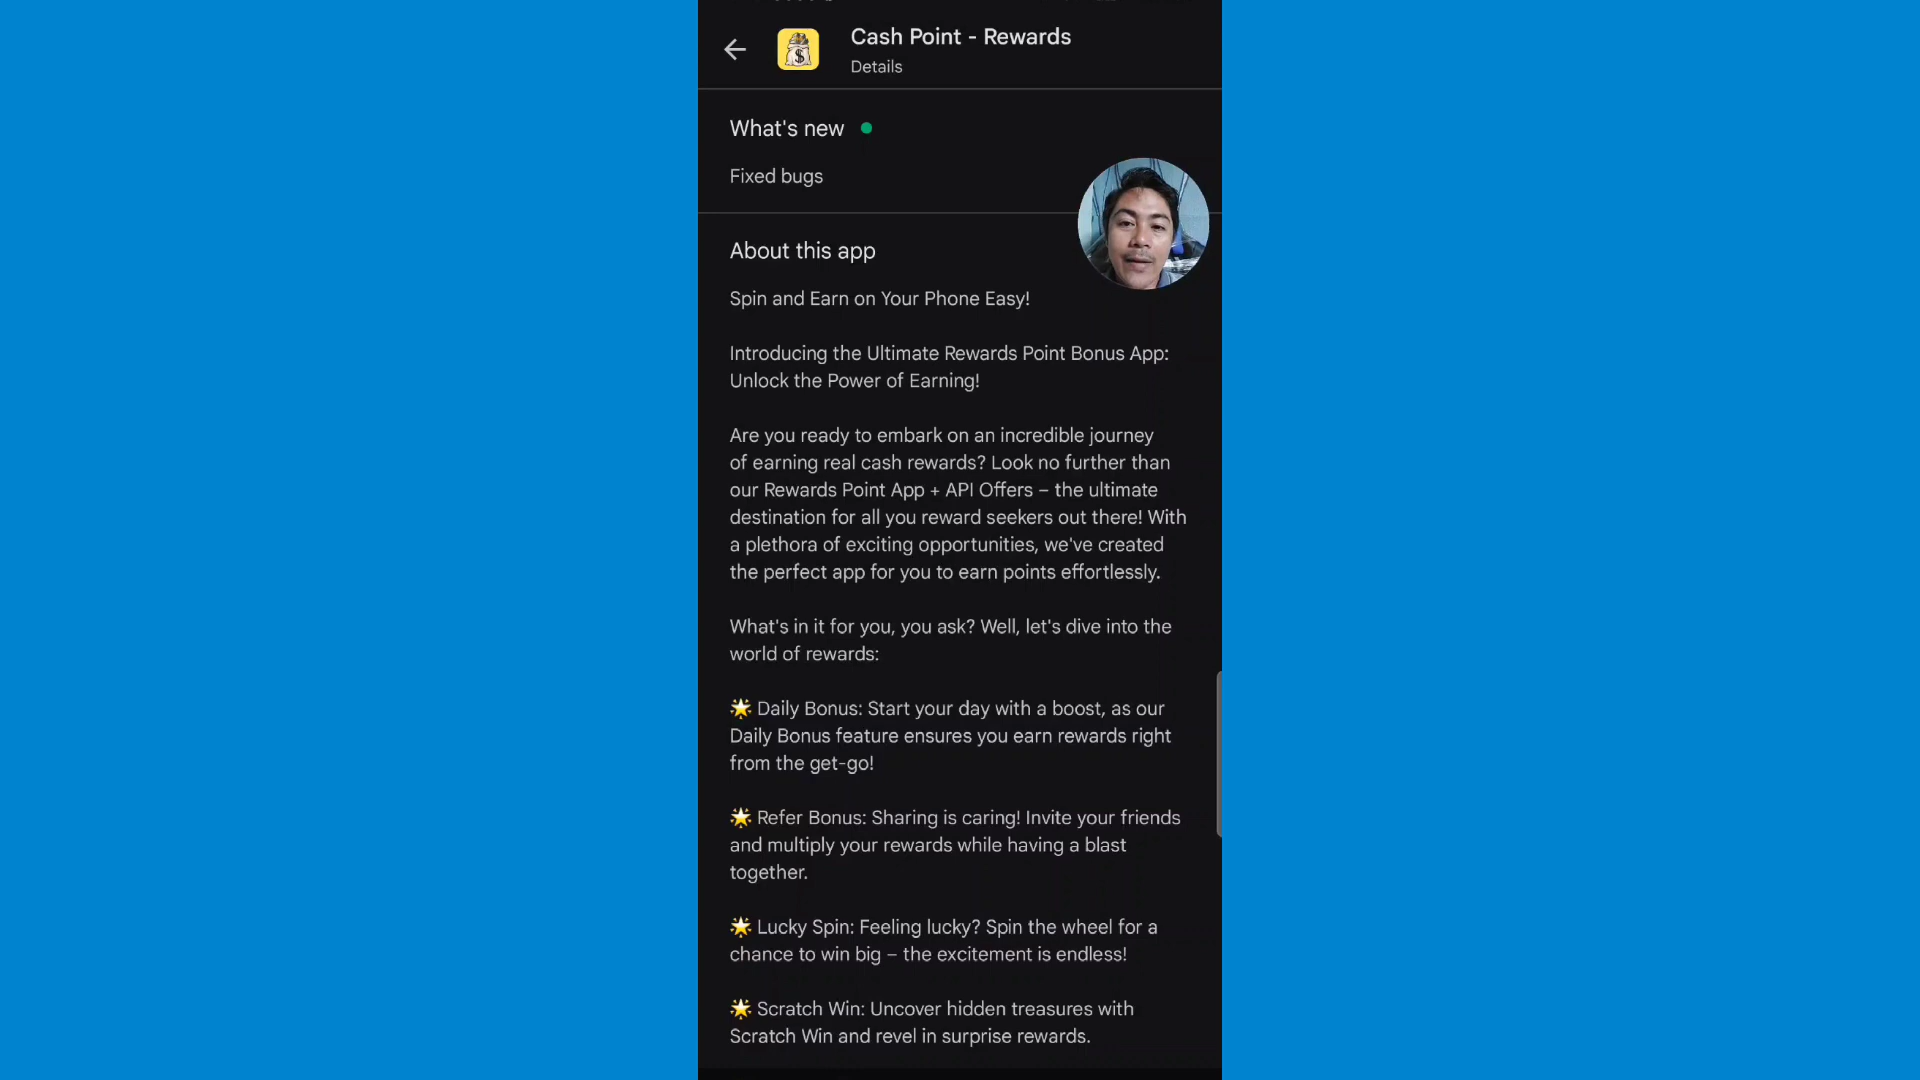 Cash Point - Rewards
Details
What's new
Fixed bugs
About this app
Spin and Earn on Your Phone Easy!
Introducing the Ultimate Rewards Point Bonus App:
Unlock the Power of Earning!
Are you ready to embark on an incredible journey
of earning real cash rewards? Look no further than
our Rewards Point App + API Offers – the ultimate
destination for all you reward seekers out there! With
a plethora of exciting opportunities, we've created
the perfect app for you to earn points effortlessly.
What's in it for you, you ask? Well, let's dive into the
world of rewards:
🌟 Daily Bonus: Start your day with a boost, as our
Daily Bonus feature ensures you earn rewards right
from the get-go!
🌟 Refer Bonus: Sharing is caring! Invite your friends
and multiply your rewards while having a blast
together.
🌟 Lucky Spin: Feeling lucky? Spin the wheel for a
chance to win big – the excitement is endless!
🌟 Scratch Win: Uncover hidden treasures with
Scratch Win and revel in surprise rewards.